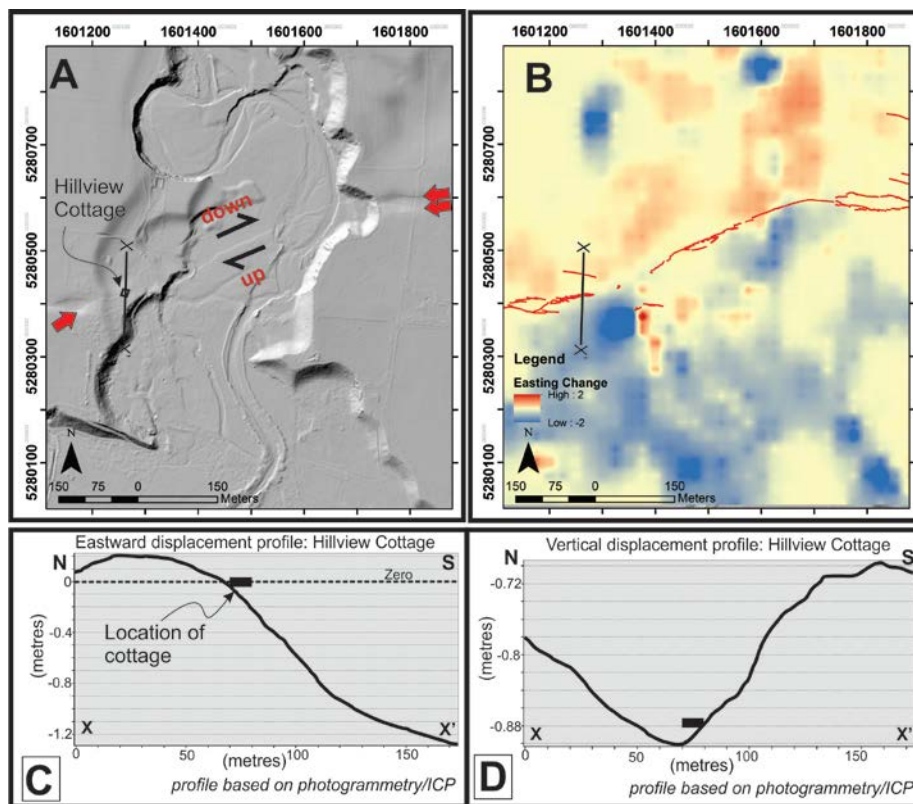 1601200 1601400 1601600 1601800
A
5280700
5280500
5280300
5280100
Hillview
Cottage
down
up
N
150 75 0 150
Meters
1601200 1601400 1601600 1601800
B
5280700
5280500
5280300
5280100
Legend
Easting Change
High : 2
Low : -2
N
150 75 0 150
Meters
N Eastward displacement profile: Hillview Cottage S
0
Zero
-0.4
-0.8
-1.2
(metres)
Location of
cottage
X X'
0 50 100 150
(metres)
C
profile based on photogrammetry/ICP
Vertical displacement profile: Hillview Cottage
N S
-0.72
-0.8
-0.88
(metres)
X X'
0 50 100 150
(metres)
D
profile based on photogrammetry/ICP